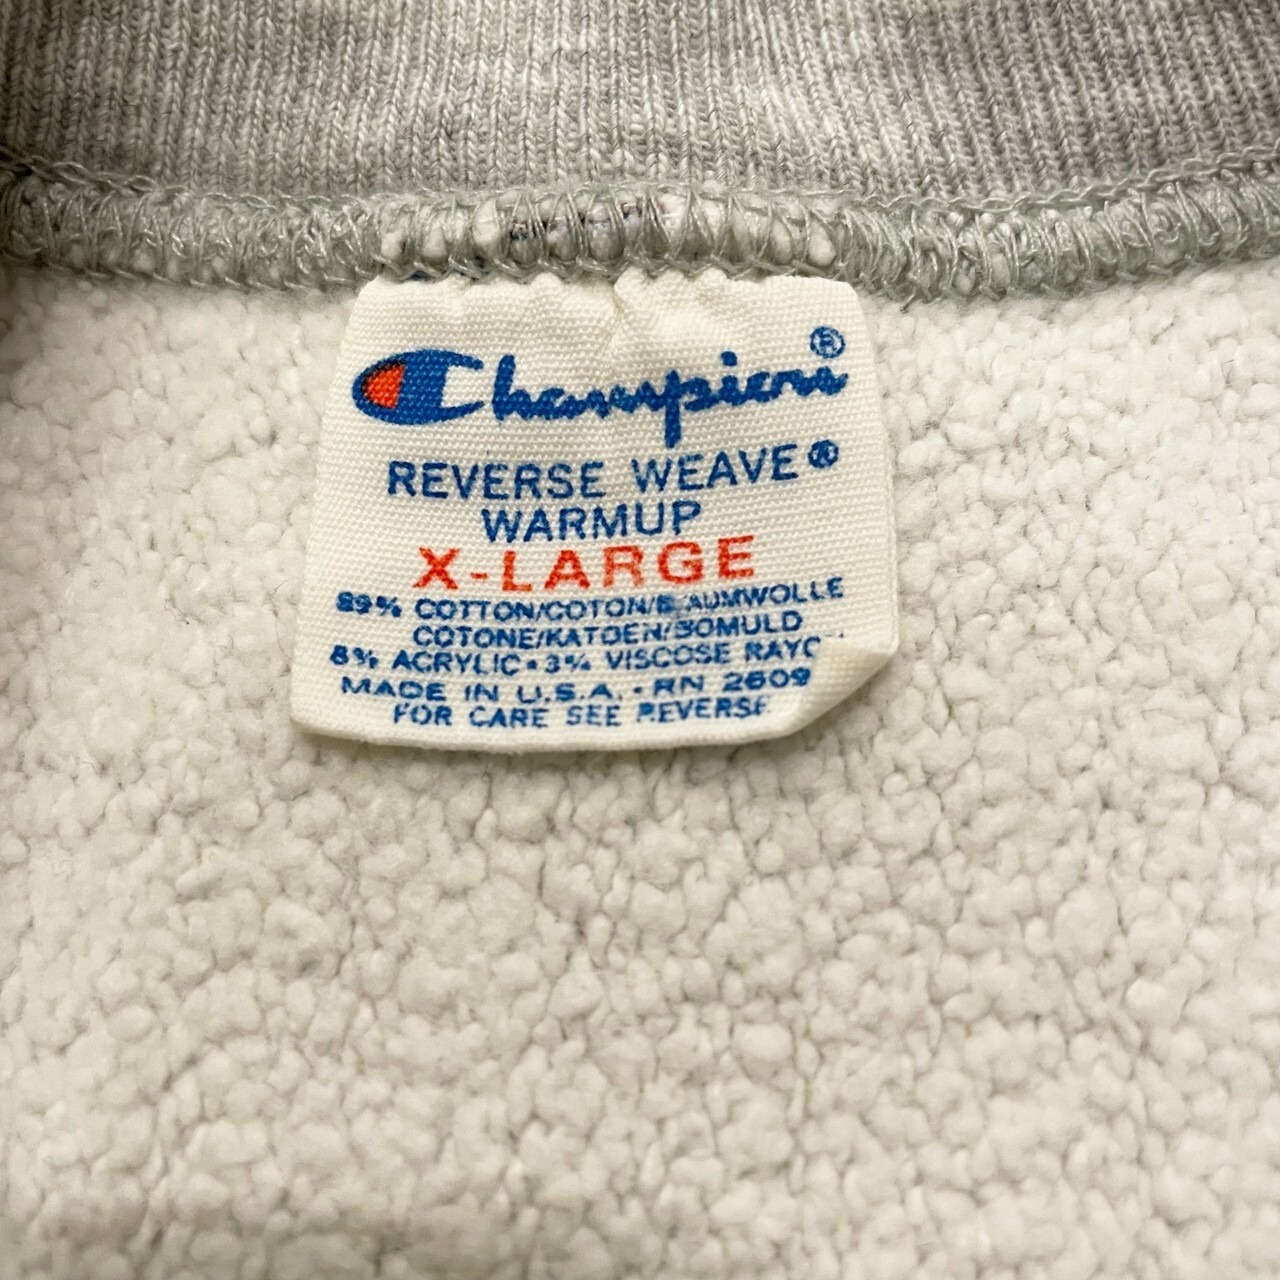 Champion®
REVERSE WEAVE®
WARMUP
X-LARGE
89% COTTON/COTON/BAUMWOLLE
COTONE/KATOEN/BOMULD
8% ACRYLIC • 3% VISCOSE
MADE IN U.S.A. • RN 2609
FOR CARE SEE REVERSE